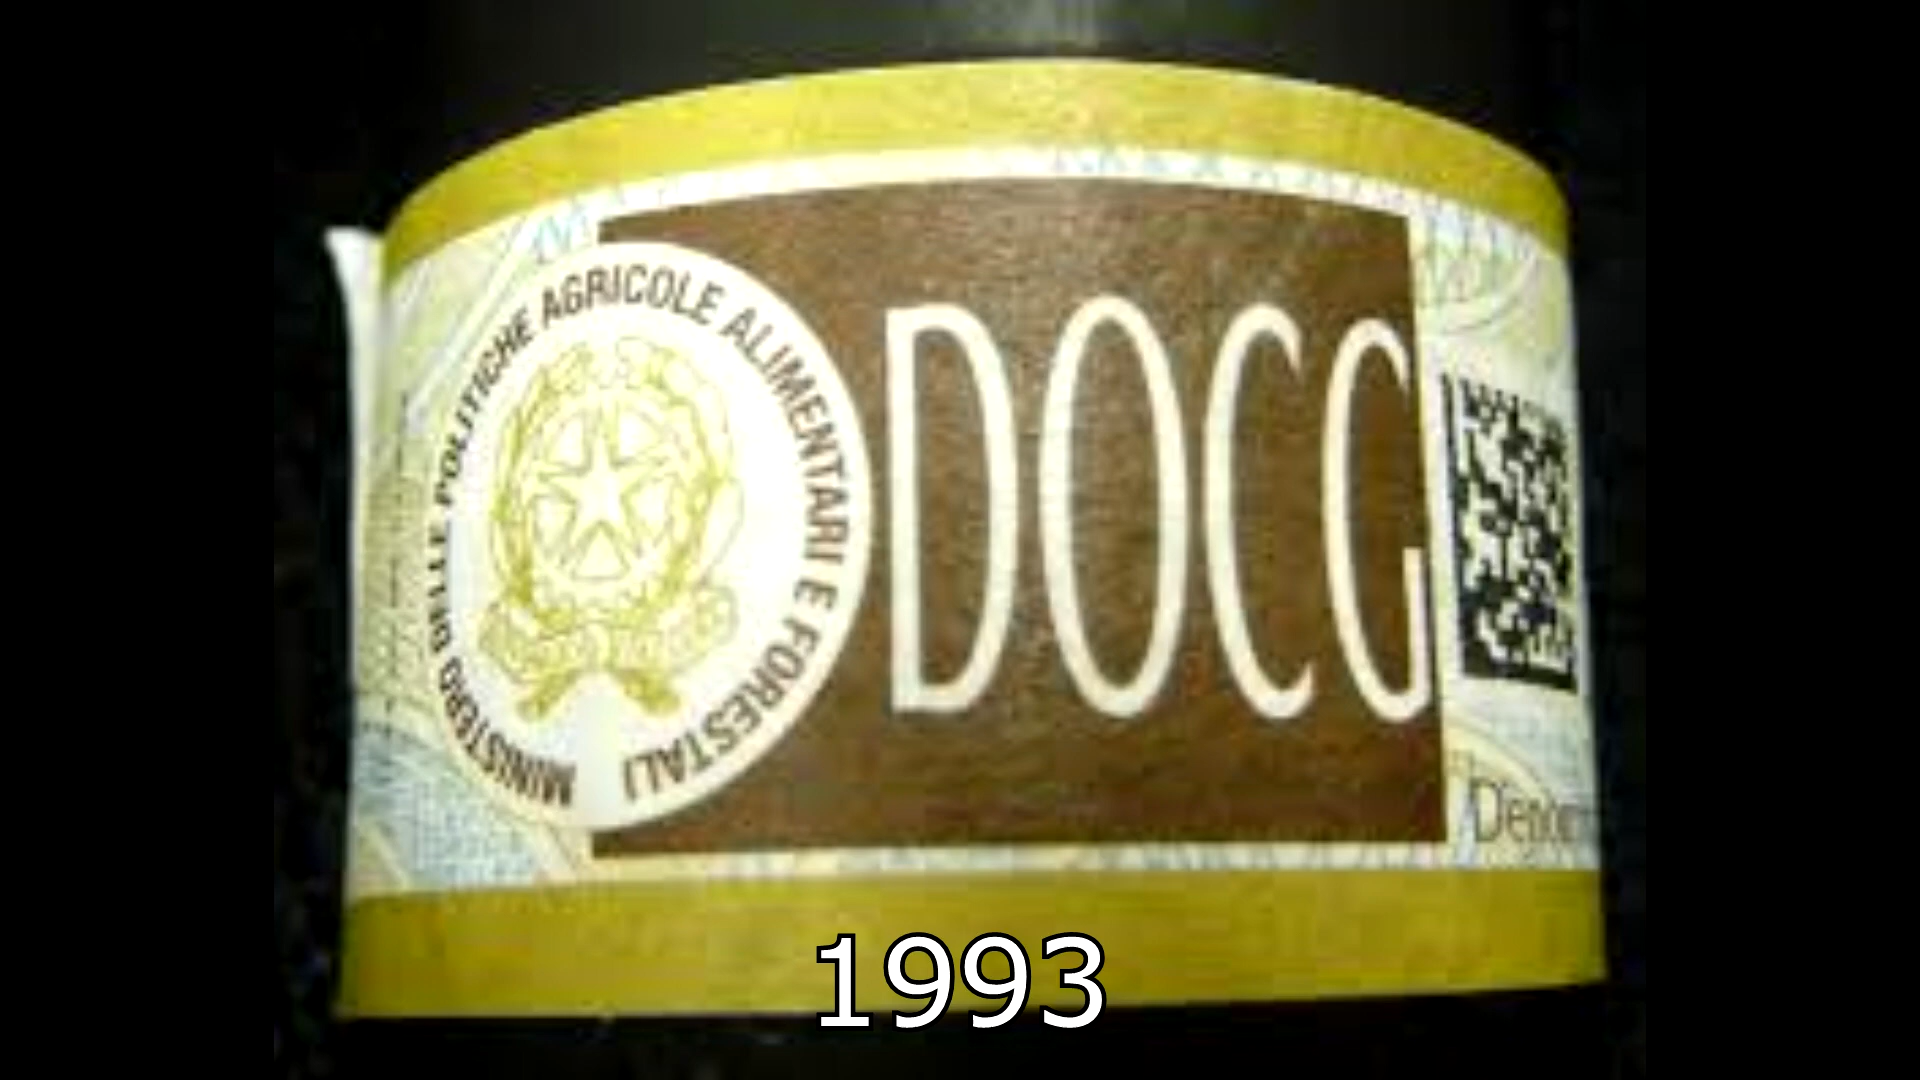 MINISTERO DELLE POLITICHE AGRICOLE ALIMENTARI E FORESTALI
DOCG
1993